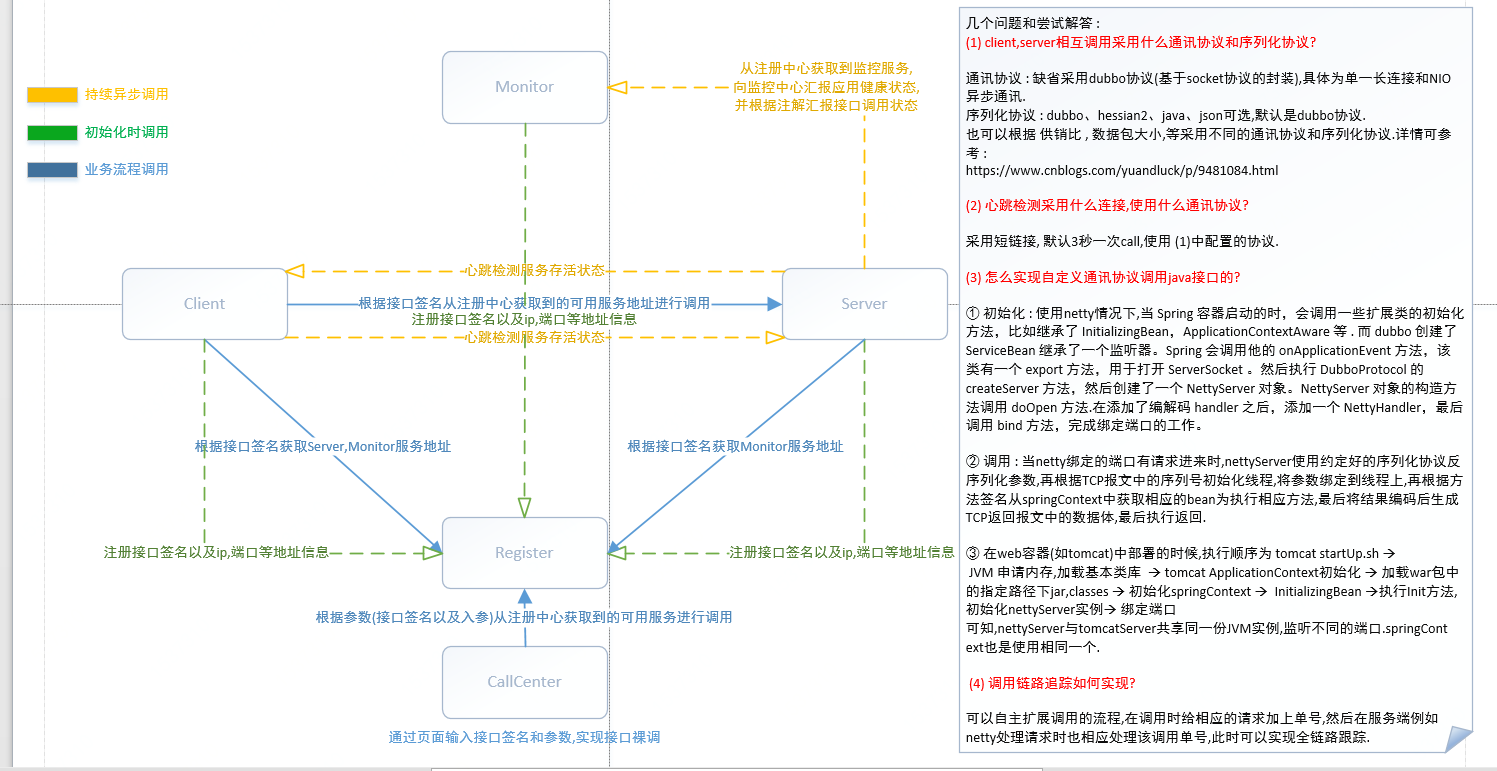 持续异步调用
初始化时调用
业务流程调用
Monitor
从注册中心获取到监控服务,
向监控中心汇报应用健康状态,
并根据注解汇报接口调用状态
Client
心跳检测服务存活状态
根据接口签名从注册中心获取到的可用服务地址进行调用
注册接口签名以及ip,端口等地址信息
心跳检测服务存活状态
Server
根据接口签名获取Server,Monitor服务地址
根据接口签名获取Monitor服务地址
注册接口签名以及ip,端口等地址信息
Register
注册接口签名以及ip,端口等地址信息
根据参数(接口签名以及入参)从注册中心获取到的可用服务进行调用
CallCenter
通过页面输入接口签名和参数,实现接口裸调
几个问题和尝试解答 :
(1) client,server相互调用采用什么通讯协议和序列化协议?
通讯协议 : 缺省采用dubbo协议(基于socket协议的封装),具体为单一长连接和NIO
异步通讯.
序列化协议 : dubbo、hessian2、java、json可选,默认是dubbo协议.
也可以根据 供销比 , 数据包大小,等采用不同的通讯协议和序列化协议.详情可参
考 :
https://www.cnblogs.com/yuandluck/p/9481084.html
(2) 心跳检测采用什么连接,使用什么通讯协议?
采用短链接, 默认3秒一次call,使用 (1)中配置的协议.
(3) 怎么实现自定义通讯协议调用java接口的?
① 初始化 : 使用netty情况下,当 Spring 容器启动的时，会调用一些扩展类的初始化
方法，比如继承了 InitializingBean，ApplicationContextAware 等 . 而 dubbo 创建了
ServiceBean 继承了一个监听器。Spring 会调用他的 onApplicationEvent 方法，该
类有一个 export 方法，用于打开 ServerSocket 。然后执行 DubboProtocol 的
createServer 方法，然后创建了一个 NettyServer 对象。NettyServer 对象的构造方
法调用 doOpen 方法.在添加了编解码 handler 之后，添加一个 NettyHandler，最后
调用 bind 方法，完成绑定端口的工作。
② 调用 : 当netty绑定的端口有请求进来时,nettyServer使用约定好的序列化协议反
序列化参数,再根据TCP报文中的序列号初始化线程,将参数绑定到线程上,再根据方
法签名从springContext中获取相应的bean为执行相应方法,最后将结果编码后生成
TCP返回报文中的数据体,最后执行返回.
③ 在web容器(如tomcat)中部署的时候,执行顺序为 tomcat startUp.sh →
JVM 申请内存,加载基本类库 → tomcat ApplicationContext初始化 → 加载war包中
的指定路径下jar,classes → 初始化springContext → InitializingBean →执行Init方法,
初始化nettyServer实例→ 绑定端口
可知,nettyServer与tomcatServer共享同一份JVM实例,监听不同的端口.springCont
ext也是使用相同一个.
(4) 调用链路追踪如何实现?
可以自主扩展调用的流程,在调用时给相应的请求加上单号,然后在服务端例如
netty处理请求时也相应处理该调用单号,此时可以实现全链路跟踪.